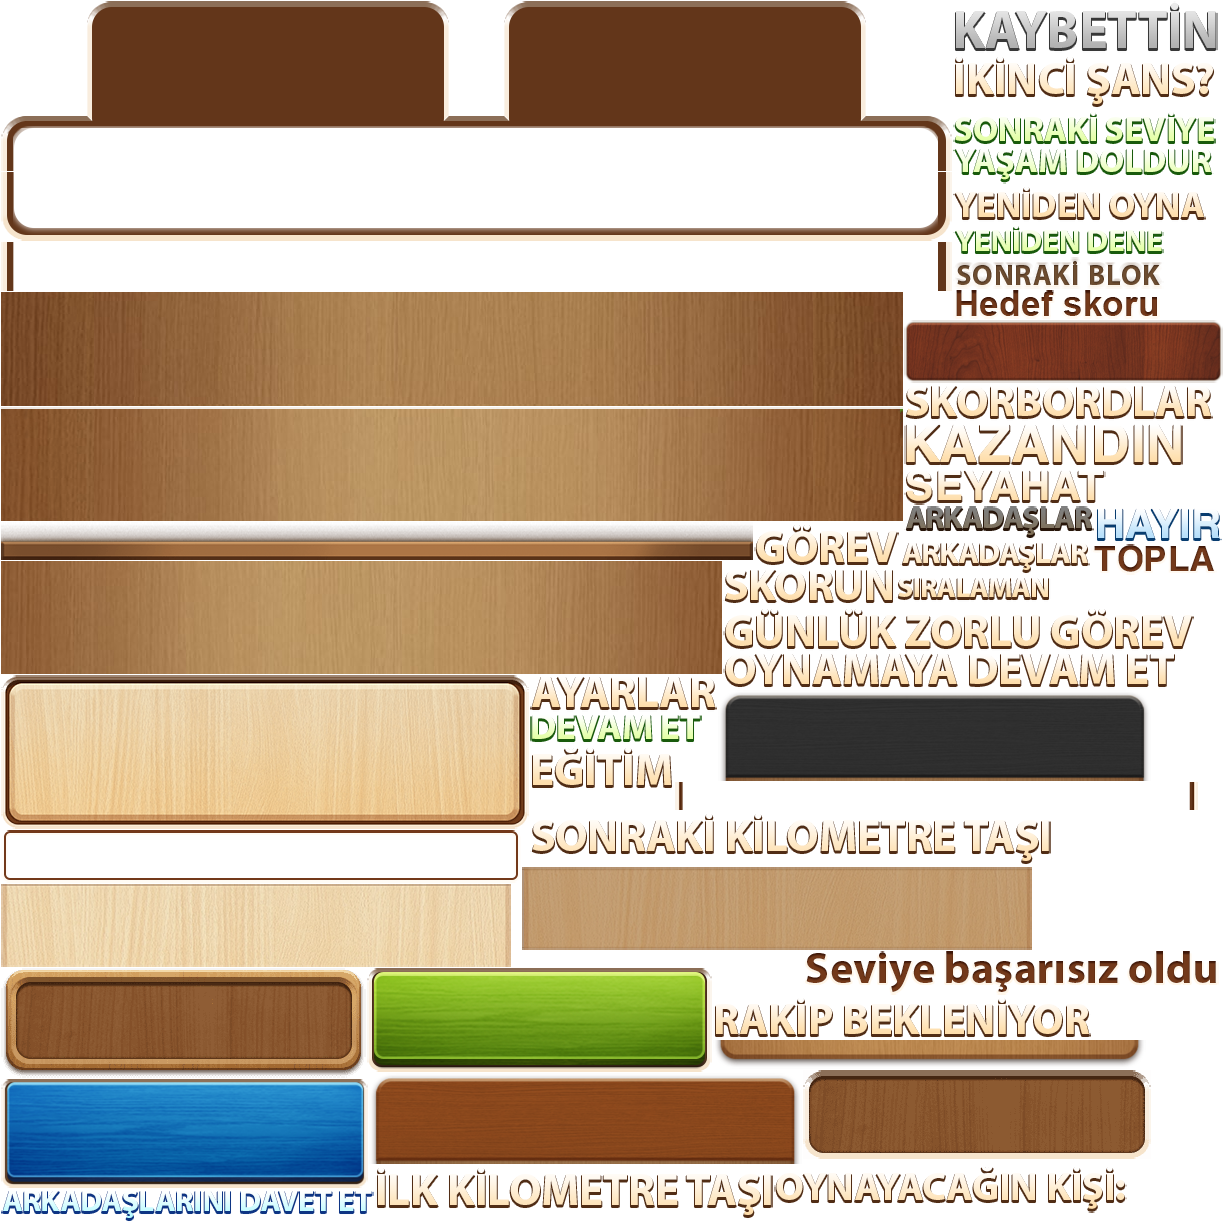 KAYBETTİN
İKİNCİ ŞANS?
SONRAKİ SEVİYE
YAŞAM DOLDUR
YENİDEN OYNA
YENİDEN DENE
SONRAKİ BLOK
Hedef skoru
SKORBORDLAR
KAZANDIN
SEYAHAT
ARKADAŞLAR
HAYIR
GÖREV
ARKADAŞLAR
TOPLA
SKORUN
SIRALAMAN
GÜNLÜK ZORLU GÖREV
OYNAMAYA DEVAM ET
AYARLAR
DEVAM ET
EĞİTİM
SONRAKİ KİLOMETRE TAŞI
Seviye başarısız oldu
RAKİP BEKLENİYOR
ARKADAŞLARINI DAVET ET
İLK KİLOMETRE TAŞI
OYNAYACAĞIN KİŞİ: